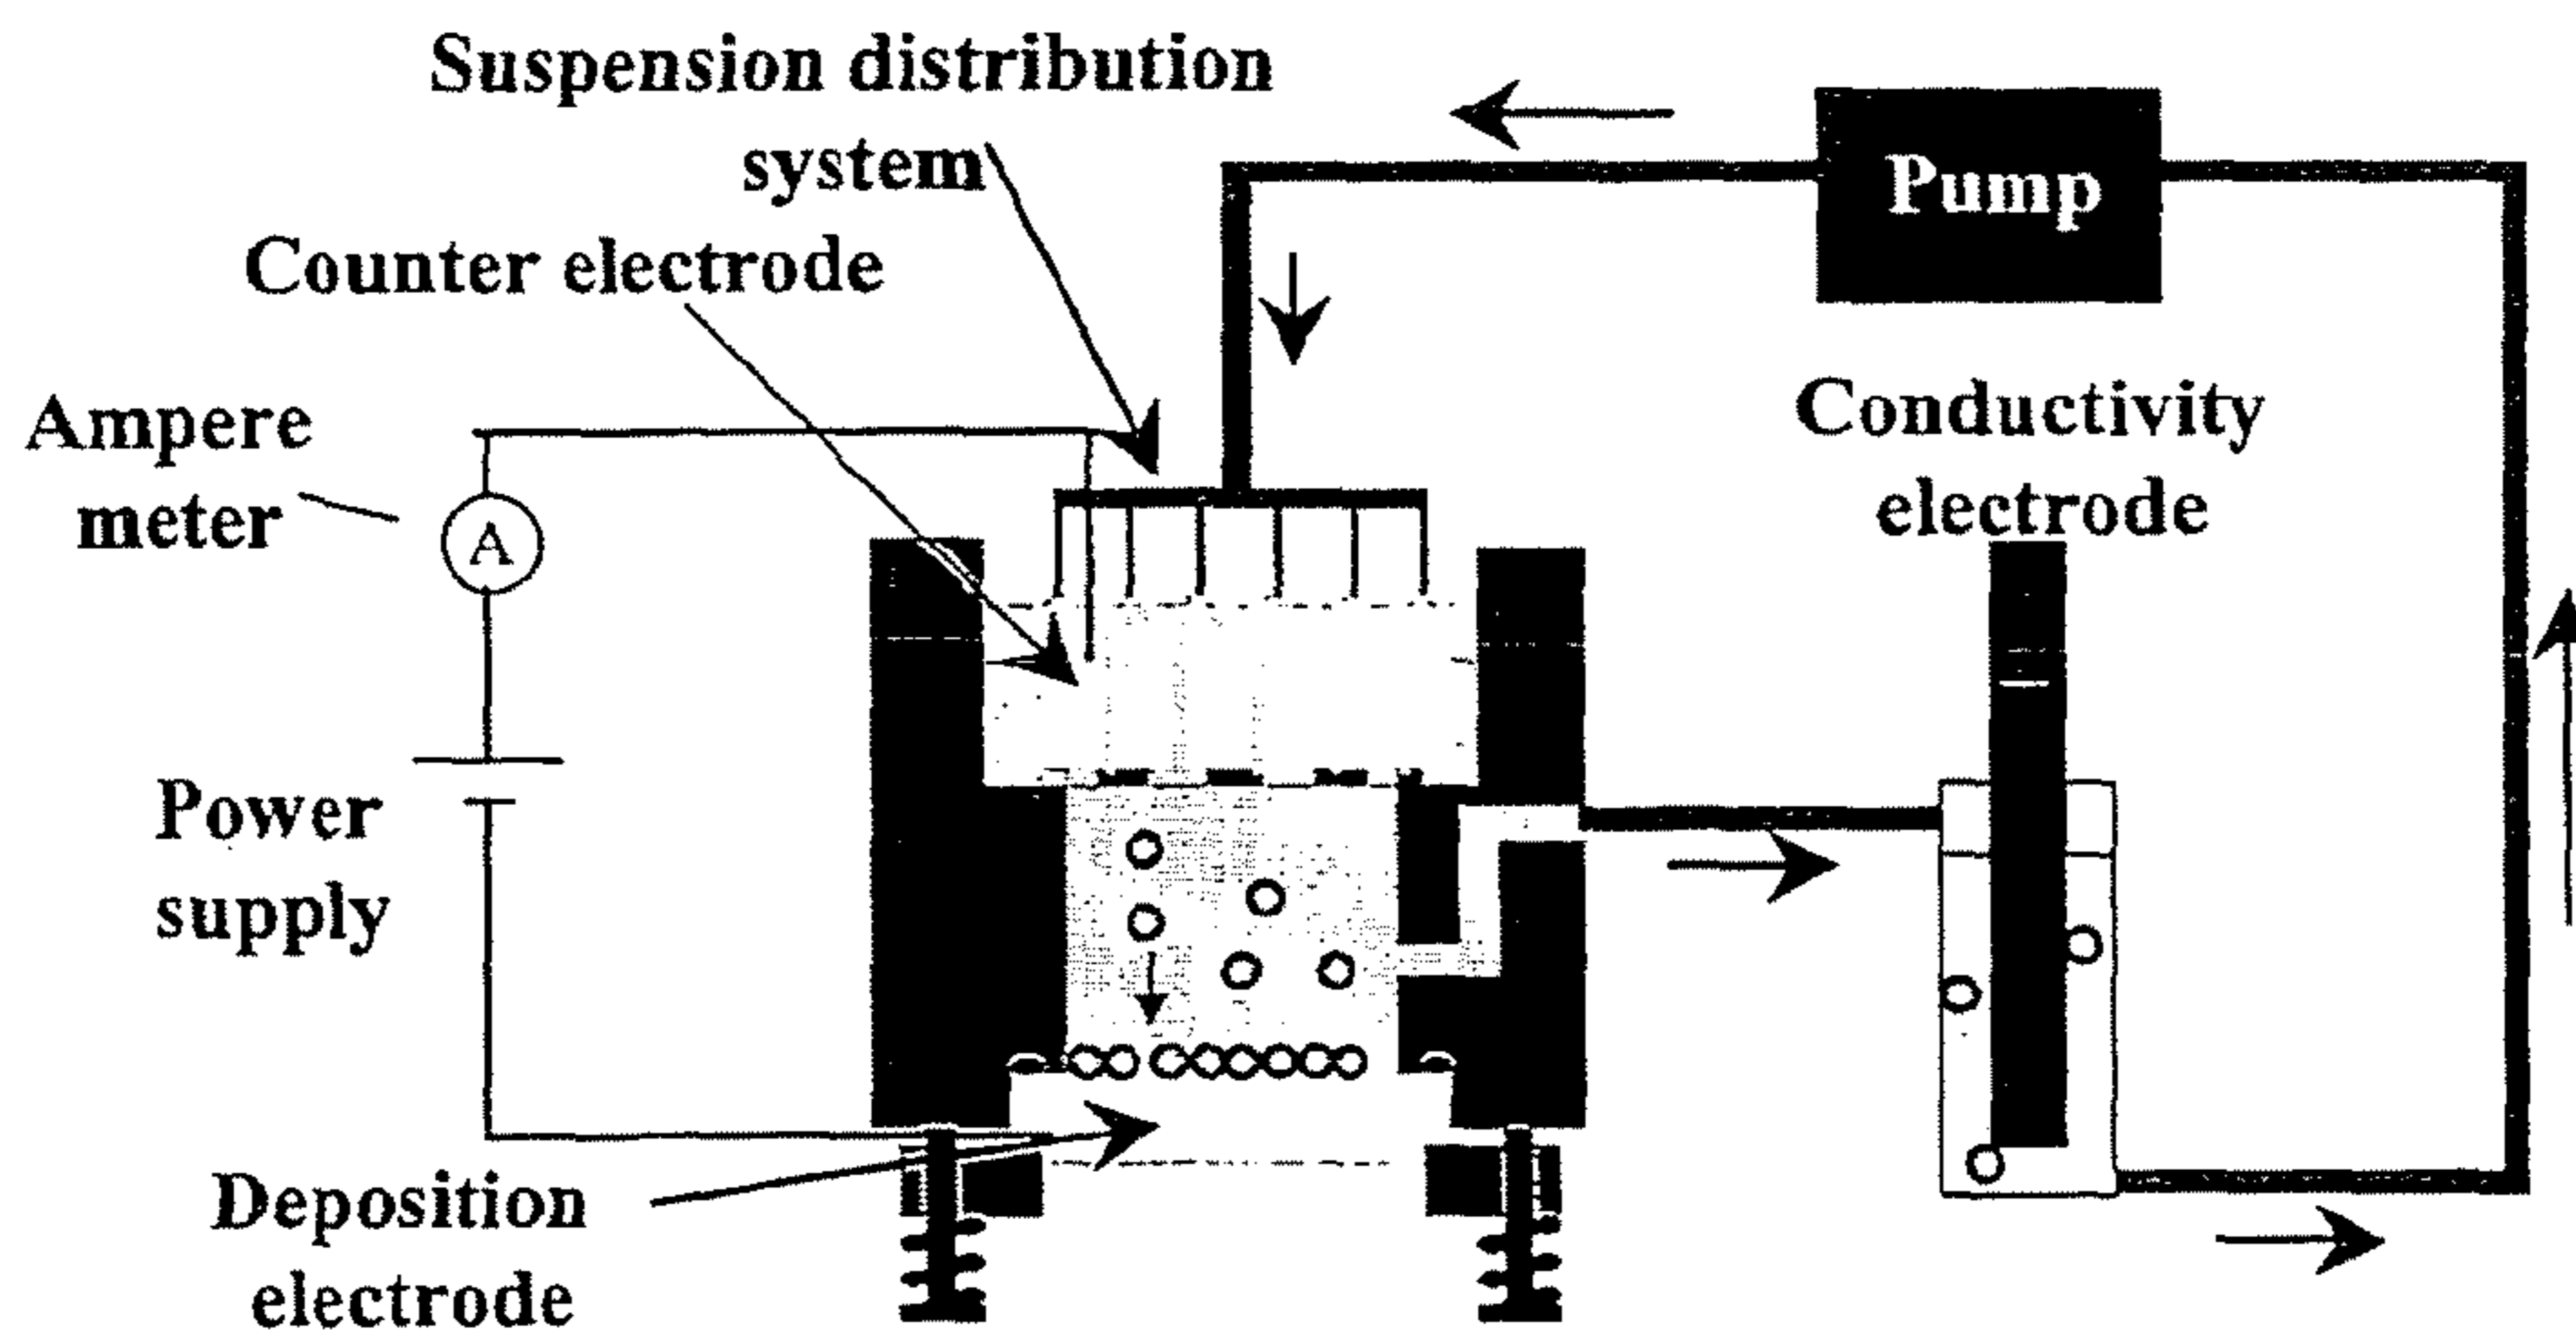 Suspension distribution
system
Pump
Counter electrode
Ampere
meter
A
Conductivity
electrode
Power
supply
Deposition
electrode